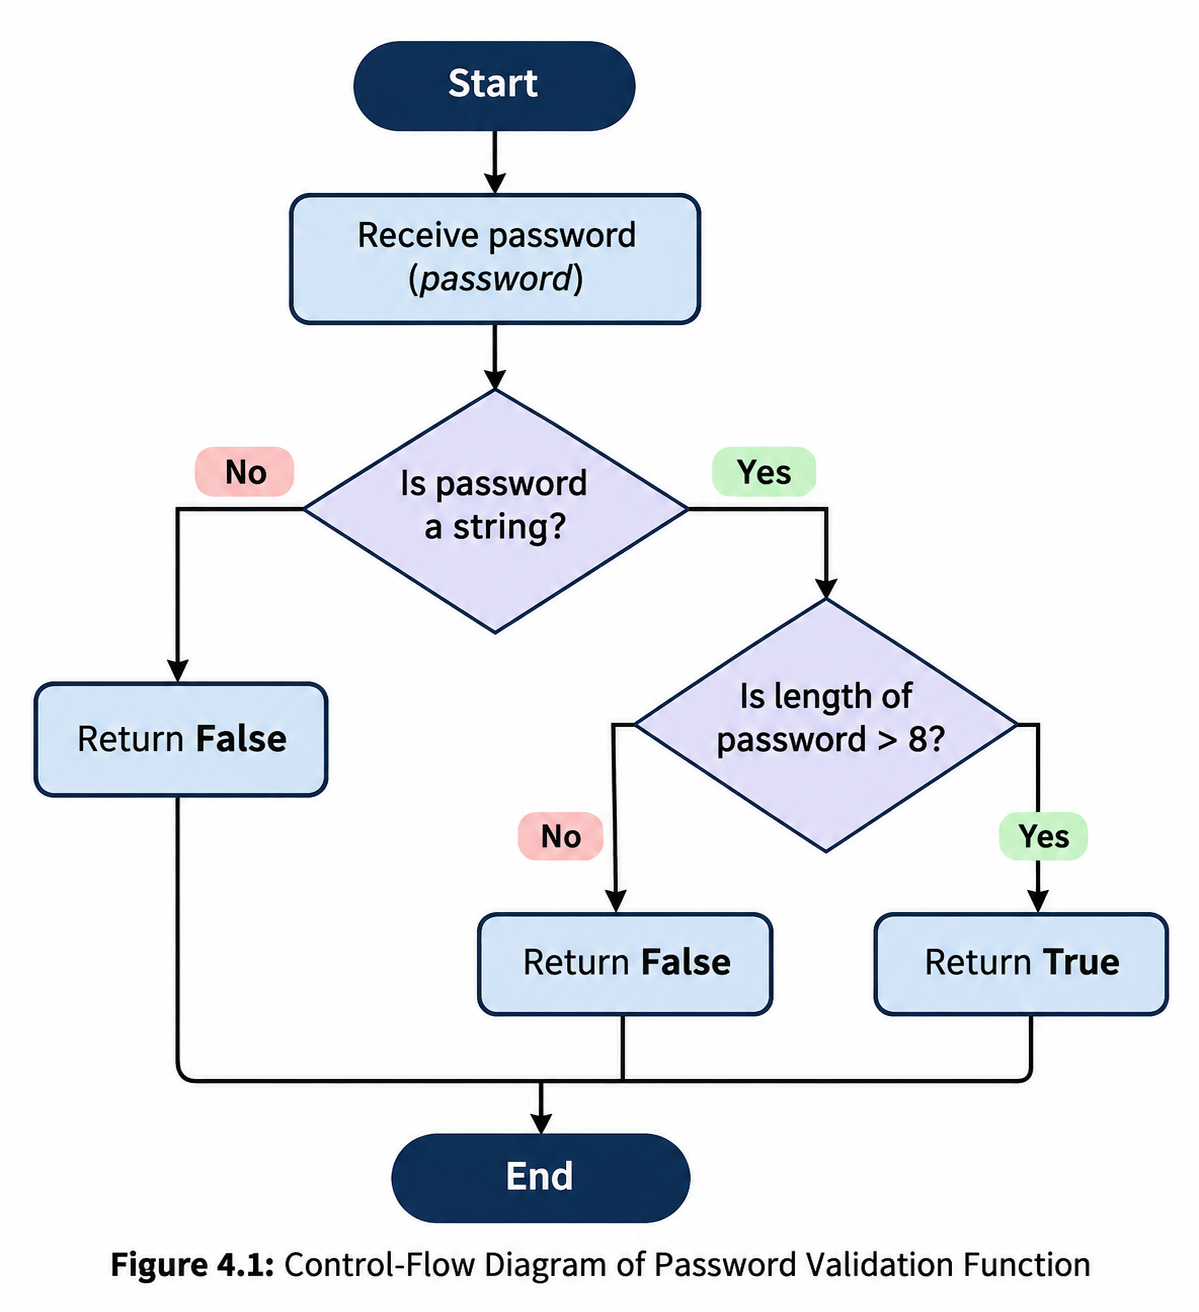 Start
Receive password
(password)
Is password
a string?
No
Yes
Return False
Is length of
password > 8?
No
Yes
Return False
Return True
End
Figure 4.1: Control-Flow Diagram of Password Validation Function